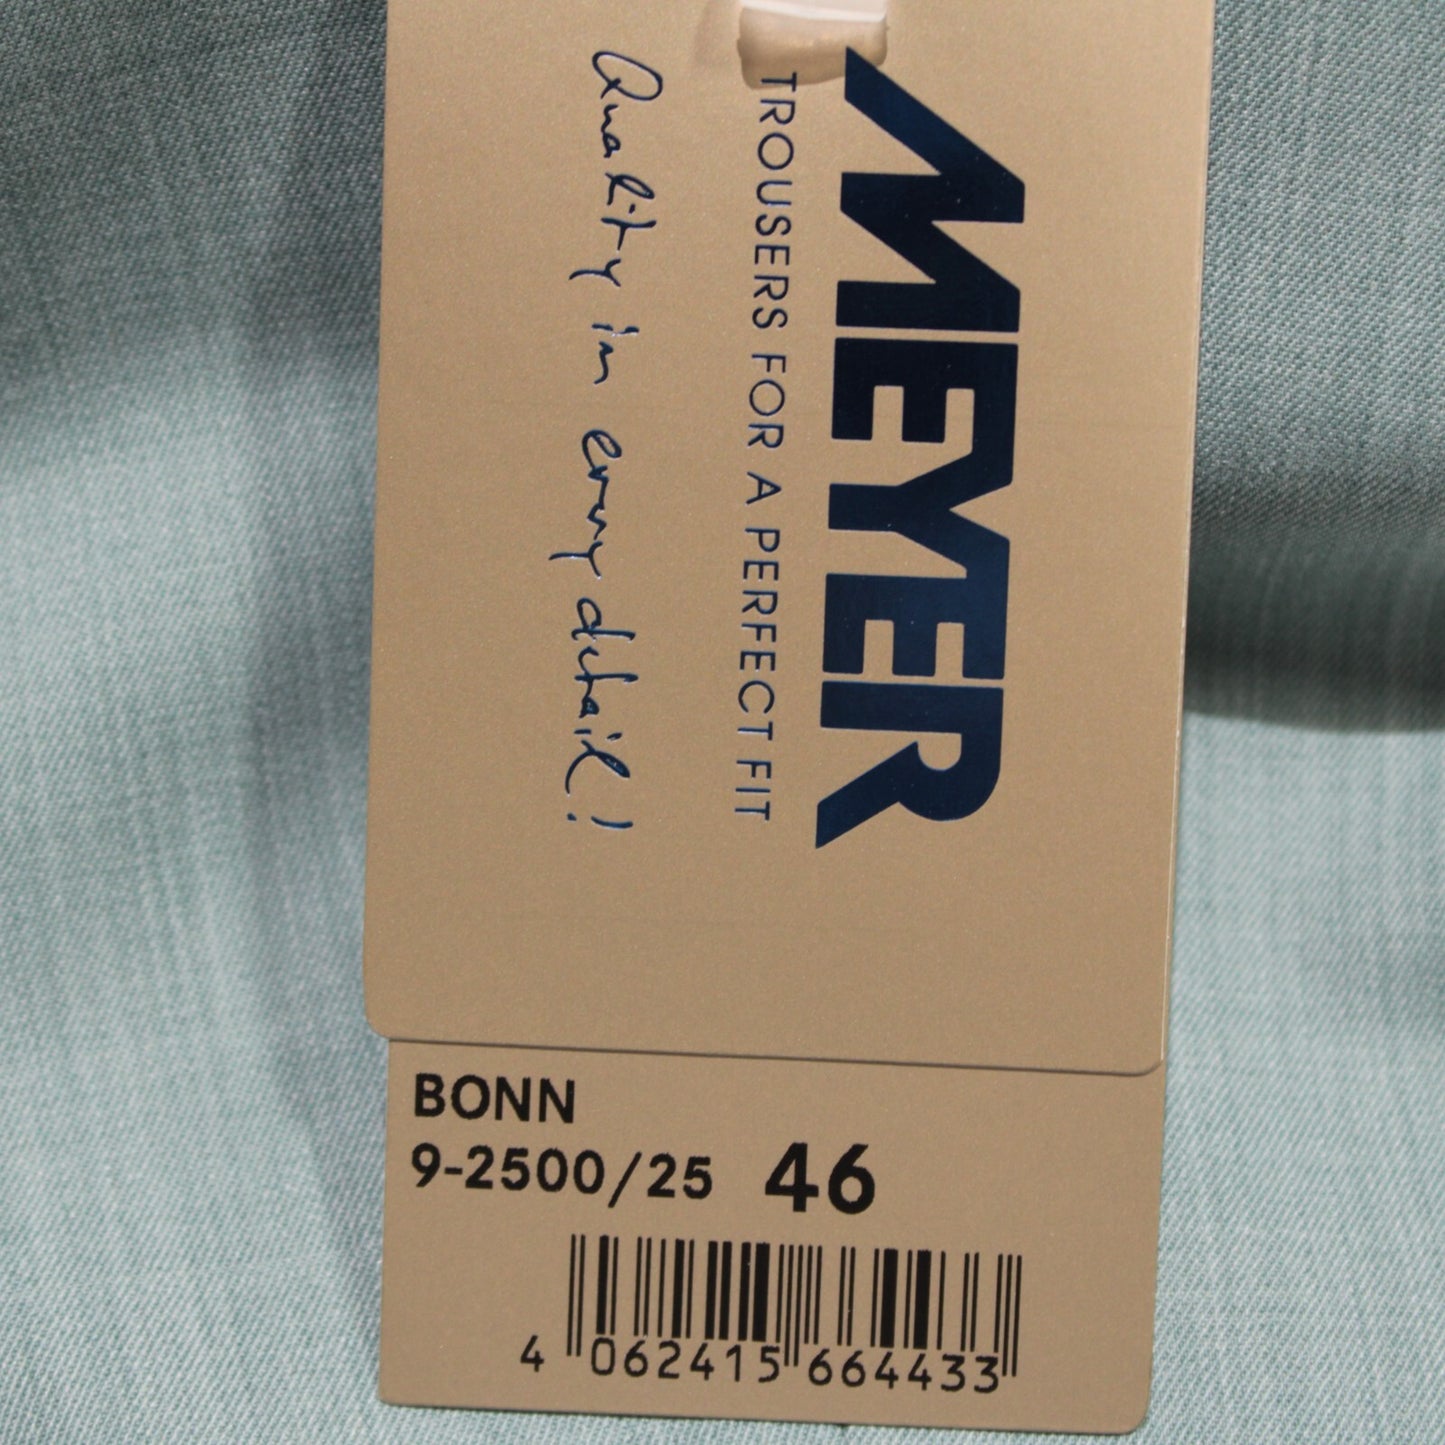 MEYER
TROUSERS FOR A PERFECT FIT
Quality in every detail!
BONN
9-2500/25 46
4 062415 664433